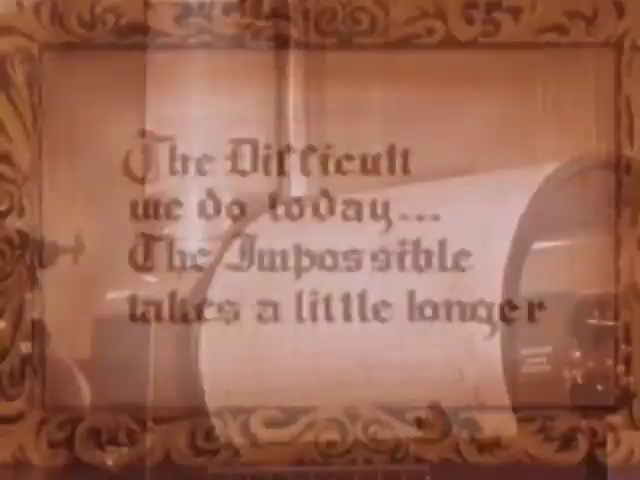 The Difficult
we do today...
The Impossible
takes a little longer